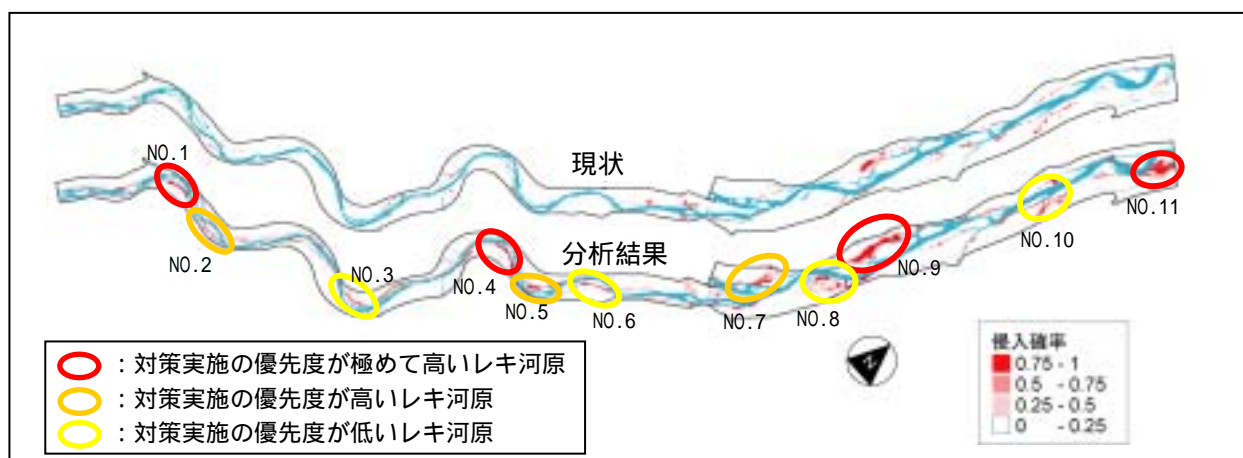 現状
分析結果
NO.1
NO.2
NO.3
NO.4
NO.5
NO.6
NO.7
NO.8
NO.9
NO.10
NO.11
：対策実施の優先度が極めて高いレキ河原
：対策実施の優先度が高いレキ河原
：対策実施の優先度が低いレキ河原
侵入確率
0.75 - 1
0.5 - 0.75
0.25 - 0.5
0 - 0.25